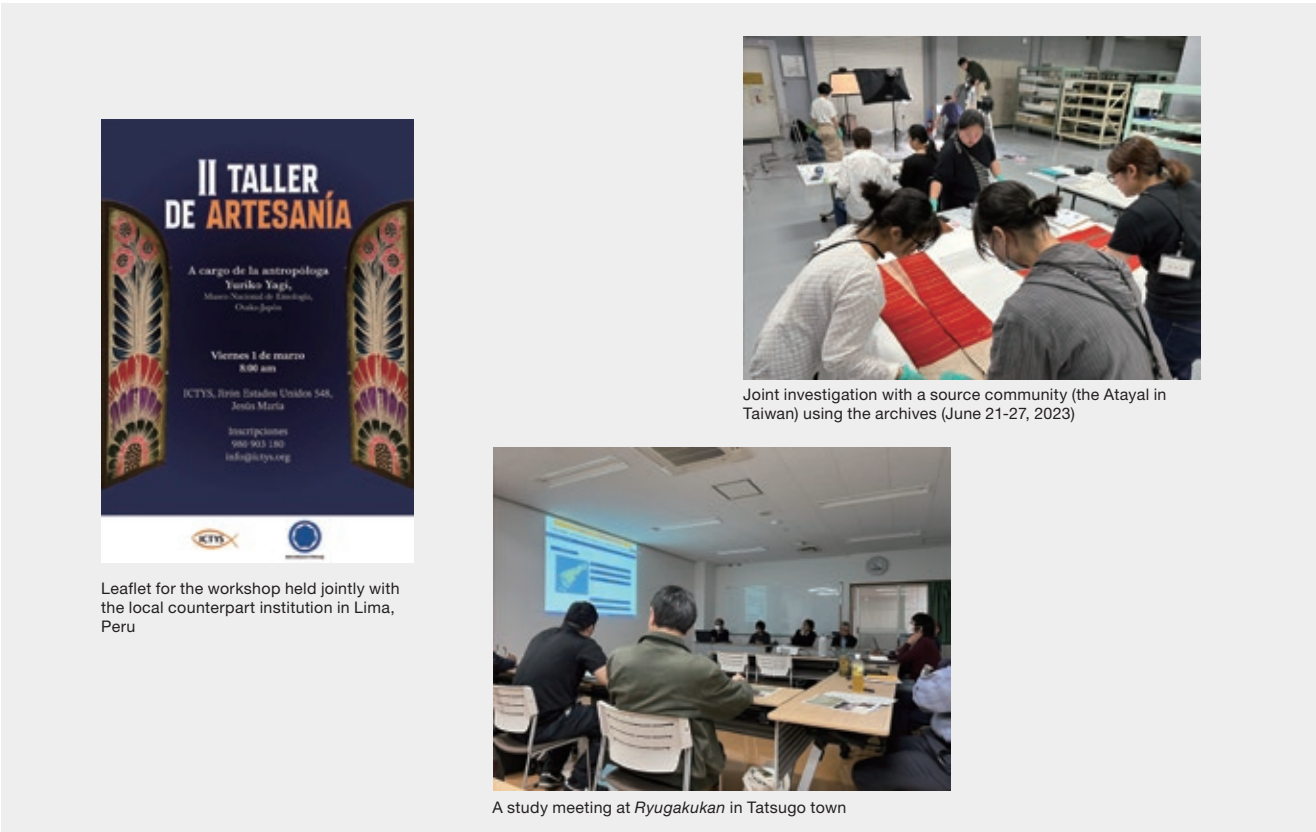 II TALLER
DE ARTESANÍA
A cargo de la antropóloga
Yuriko Yagi,
Museo Nacional de Etnología,
Osaka-Japón
Viernes 1 de marzo
8:00 am
ICTYS, Jirón Estados Unidos 548,
Jesús María
Inscripciones
980 903 180
info@ictys.org
ICTYS
Leaflet for the workshop held jointly with
the local counterpart institution in Lima,
Peru
Joint investigation with a source community (the Atayal in
Taiwan) using the archives (June 21-27, 2023)
A study meeting at Ryugakukan in Tatsugo town